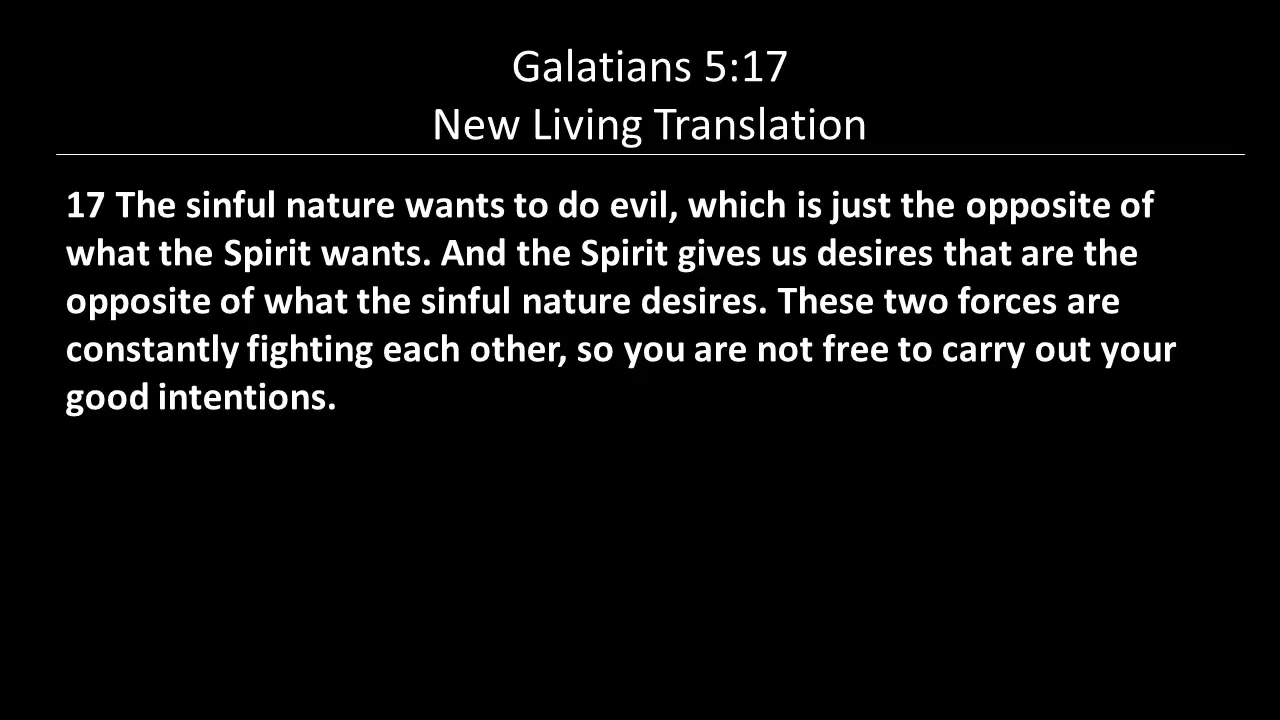 Galatians 5:17
New Living Translation
17 The sinful nature wants to do evil, which is just the opposite of
what the Spirit wants. And the Spirit gives us desires that are the
opposite of what the sinful nature desires. These two forces are
constantly fighting each other, so you are not free to carry out your
good intentions.